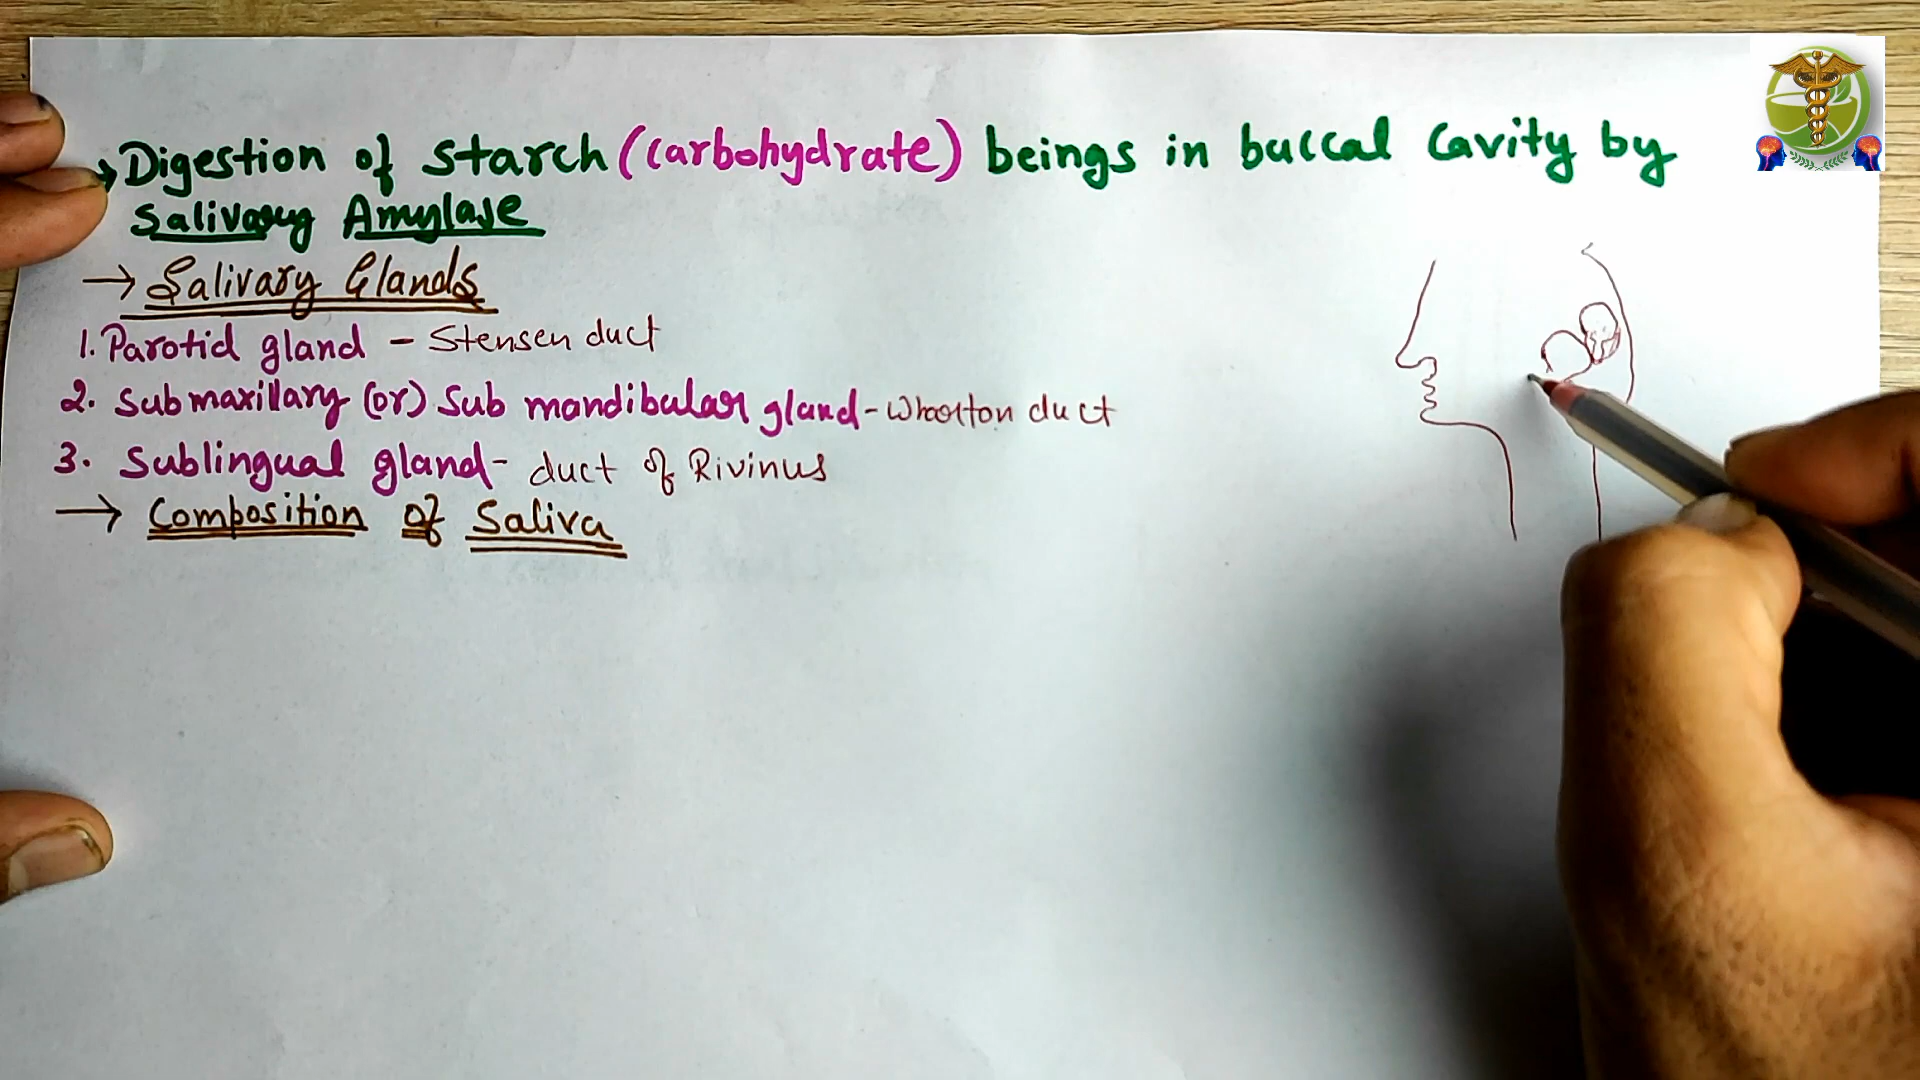 Digestion of starch (carbohydrate) beings in buccal cavity by
Salivary Amylase
→ Salivary Glands
1. Parotid gland - Stensen duct
2. Submaxillary (or) Sub mandibular gland - Wharton duct
3. Sublingual gland - duct of Rivinus
→ Composition of Saliva